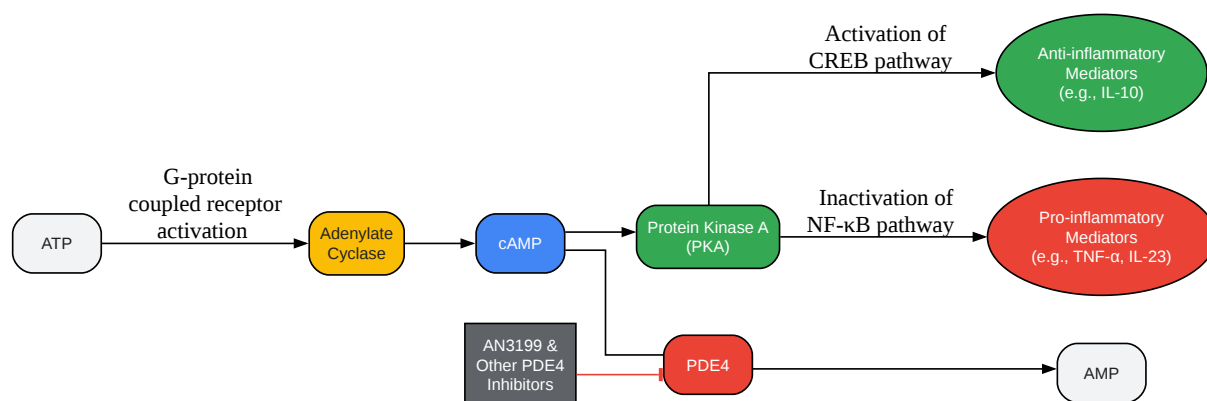 Activation of
CREB pathway
Anti-inflammatory
Mediators
(e.g., IL-10)
G-protein
coupled receptor
activation
ATP
Adenylate
Cyclase
cAMP
Protein Kinase A
(PKA)
Inactivation of
NF-κB pathway
Pro-inflammatory
Mediators
(e.g., TNF-α, IL-23)
AN3199 &
Other PDE4
Inhibitors
PDE4
AMP